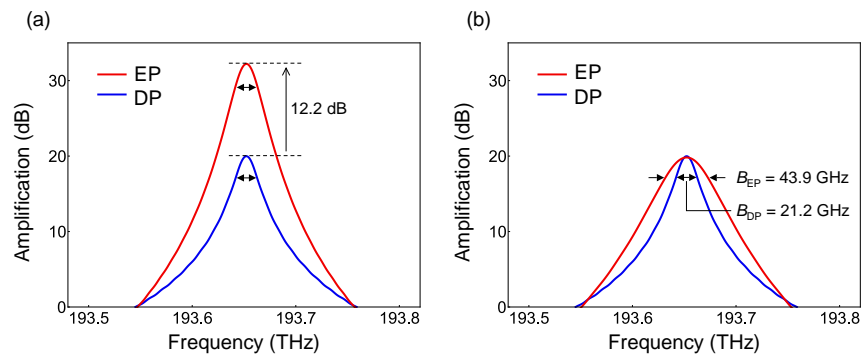 (a)
EP
DP
12.2 dB
30
20
10
0
Amplification (dB)
193.5
193.6
193.7
193.8
Frequency (THz)
(b)
EP
DP
B_EP = 43.9 GHz
B_DP = 21.2 GHz
30
20
10
0
Amplification (dB)
193.5
193.6
193.7
193.8
Frequency (THz)